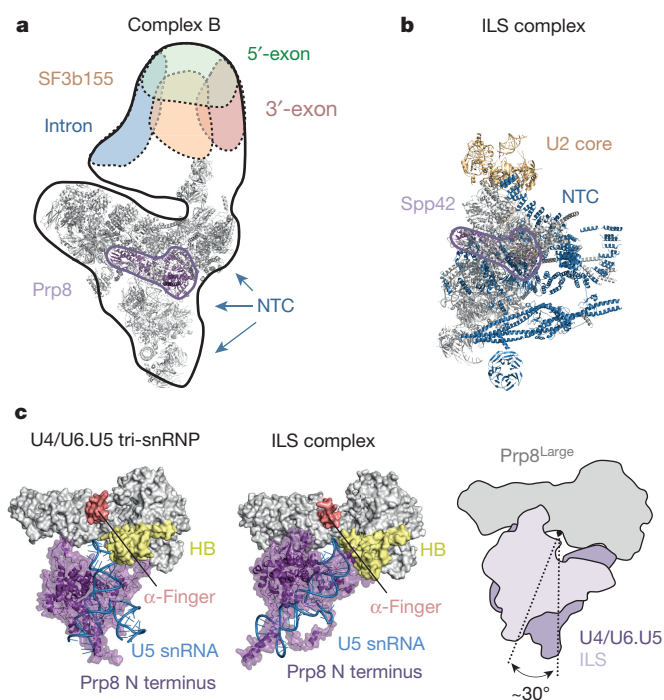 a
Complex B
5′-exon
SF3b155
3′-exon
Intron
Prp8
NTC
b
ILS complex
U2 core
Spp42
NTC
c
U4/U6.U5 tri-snRNP
HB
α-Finger
U5 snRNA
Prp8 N terminus
ILS complex
HB
α-Finger
U5 snRNA
Prp8 N terminus
Prp8Large
U4/U6.U5
ILS
~30°